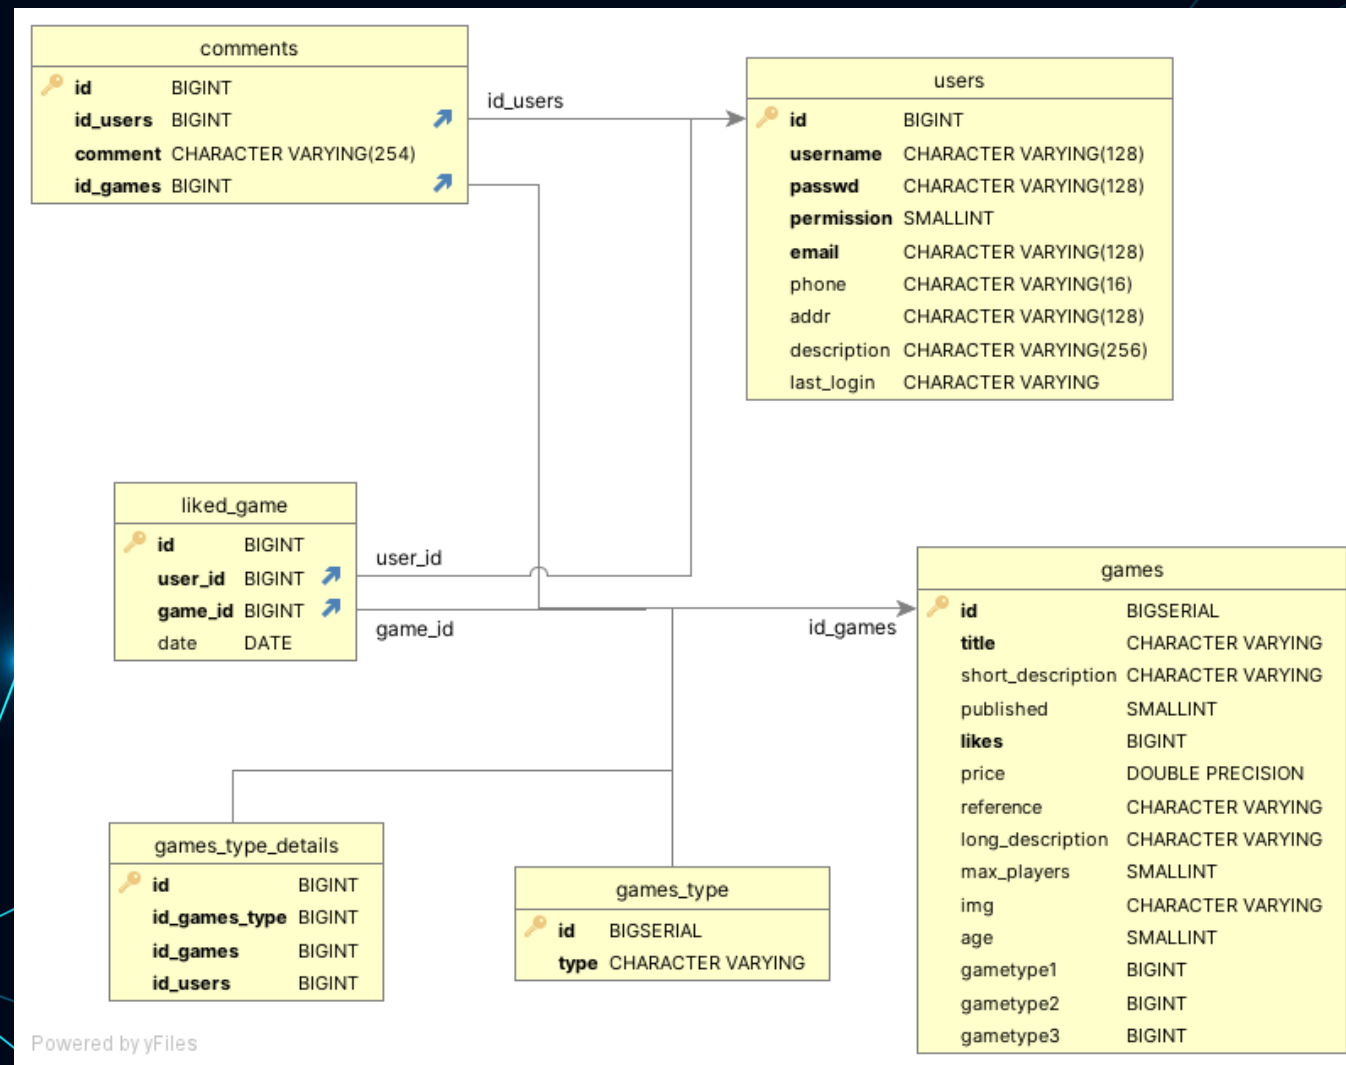 comments
id BIGINT
id_users BIGINT
comment CHARACTER VARYING(254)
id_games BIGINT
id_users
users
id BIGINT
username CHARACTER VARYING(128)
passwd CHARACTER VARYING(128)
permission SMALLINT
email CHARACTER VARYING(128)
phone CHARACTER VARYING(16)
addr CHARACTER VARYING(128)
description CHARACTER VARYING(256)
last_login CHARACTER VARYING
liked_game
id BIGINT
user_id BIGINT
game_id BIGINT
date DATE
user_id
game_id
id_games
games
id BIGSERIAL
title CHARACTER VARYING
short_description CHARACTER VARYING
published SMALLINT
likes BIGINT
price DOUBLE PRECISION
reference CHARACTER VARYING
long_description CHARACTER VARYING
max_players SMALLINT
img CHARACTER VARYING
age SMALLINT
gametype1 BIGINT
gametype2 BIGINT
gametype3 BIGINT
games_type_details
id BIGINT
id_games_type BIGINT
id_games BIGINT
id_users BIGINT
games_type
id BIGSERIAL
type CHARACTER VARYING
Powered by yFiles